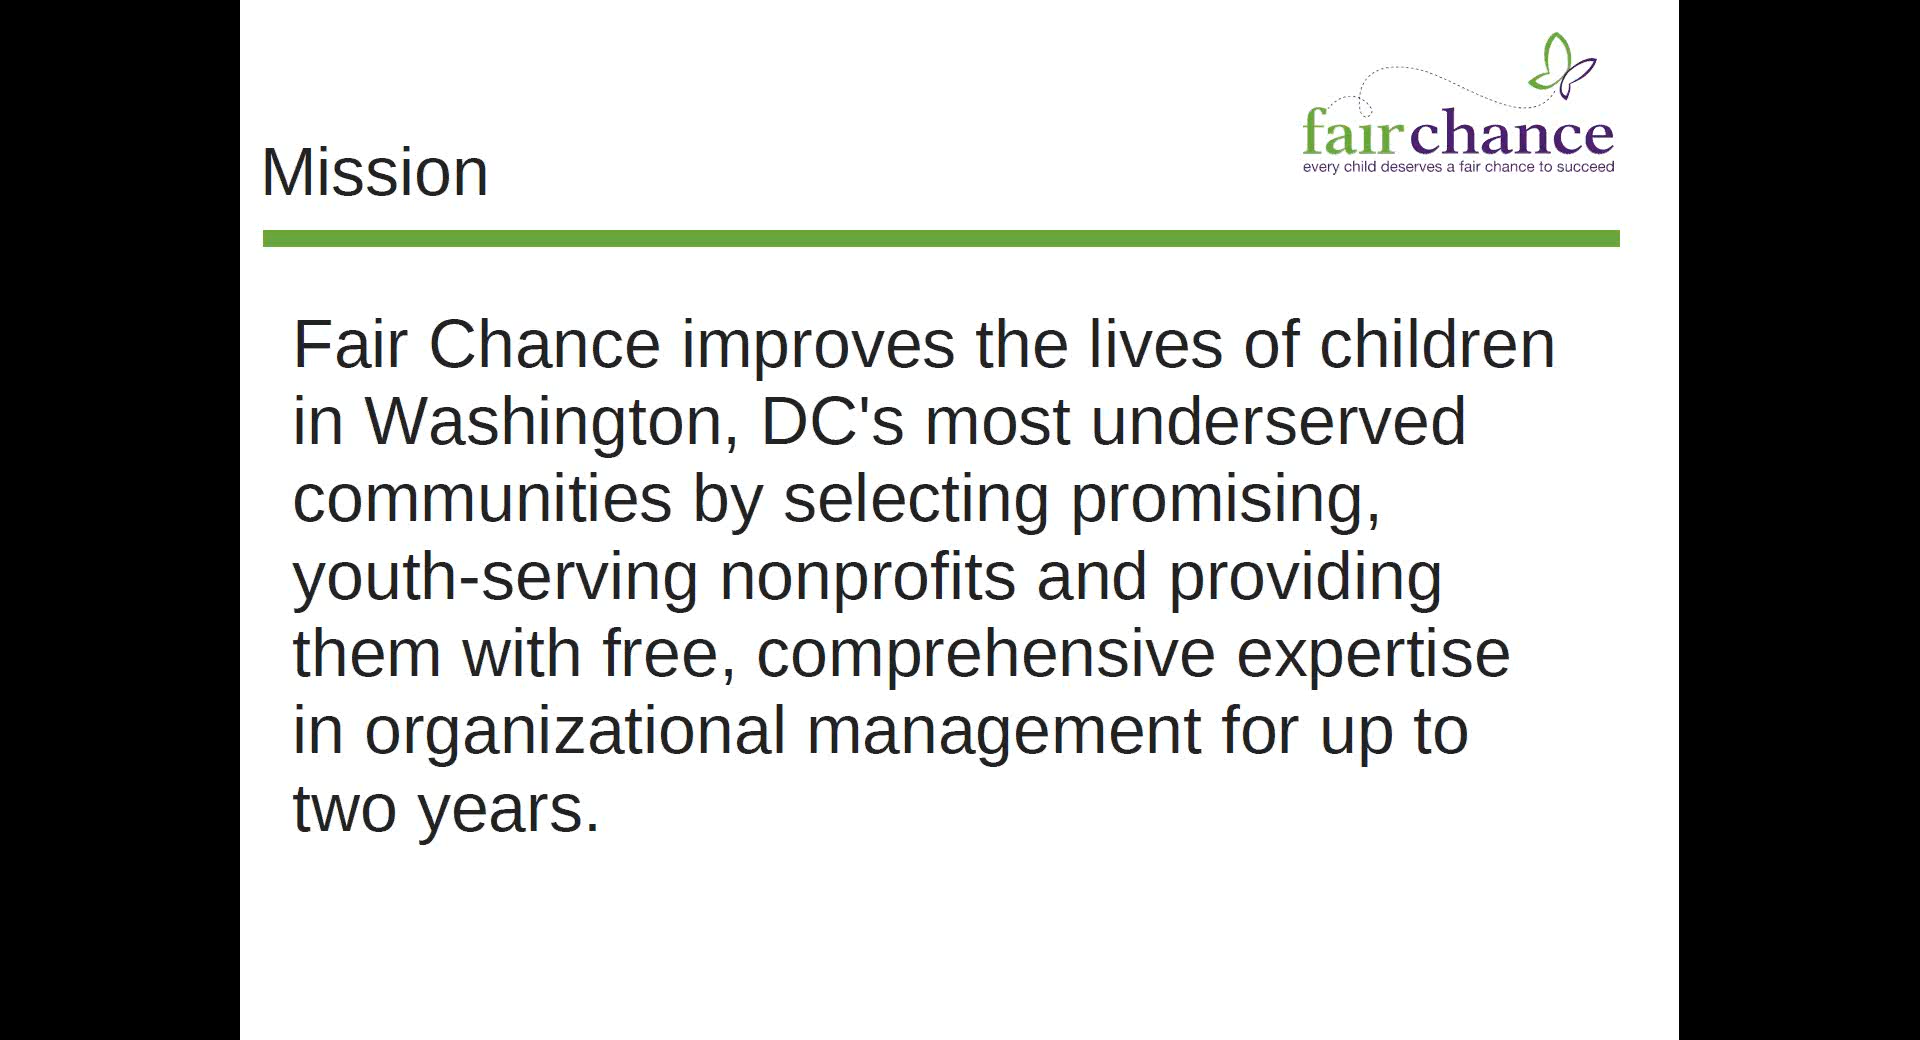 fairchance
every child deserves a fair chance to succeed
Mission
Fair Chance improves the lives of children
in Washington, DC's most underserved
communities by selecting promising,
youth-serving nonprofits and providing
them with free, comprehensive expertise
in organizational management for up to
two years.